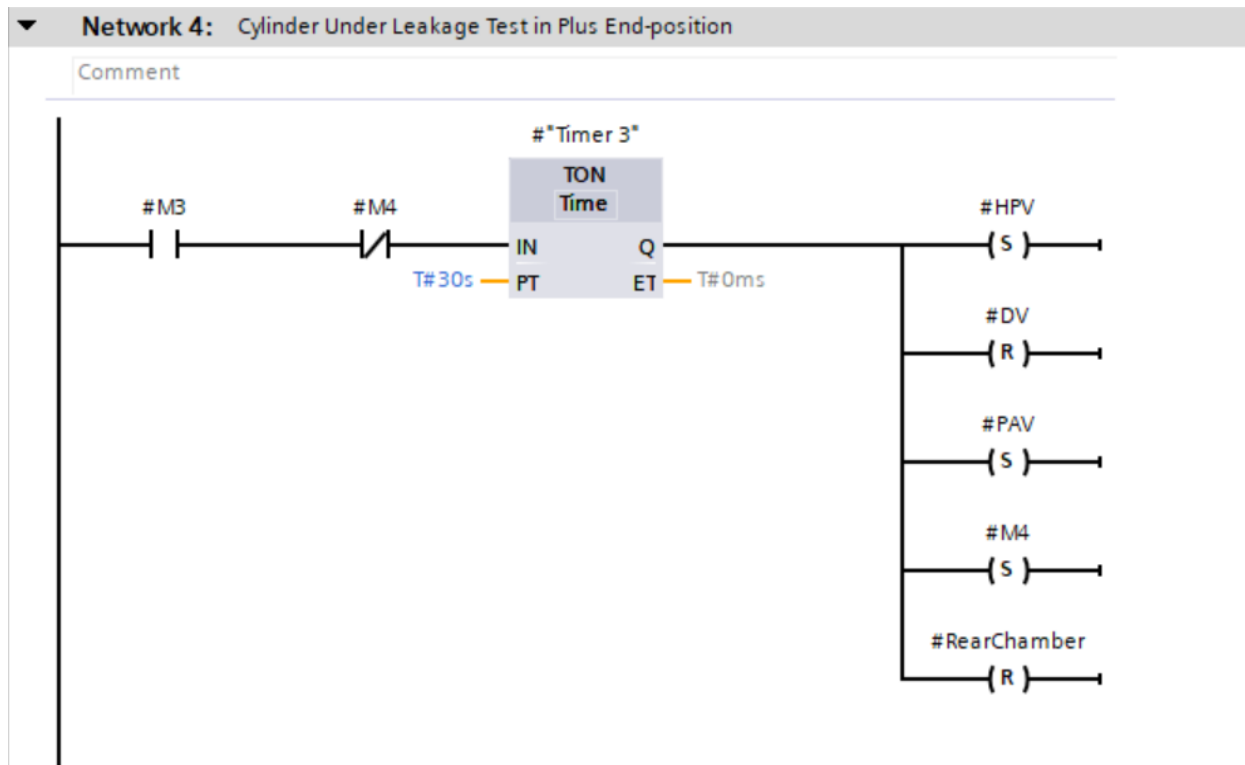 Network 4: Cylinder Under Leakage Test in Plus End-position
Comment
#"Timer 3"
TON
Time
#M3
#M4
#HPV
IN
Q
S
T#30s
PT
ET
T#0ms
#DV
R
#PAV
S
#M4
S
#RearChamber
R